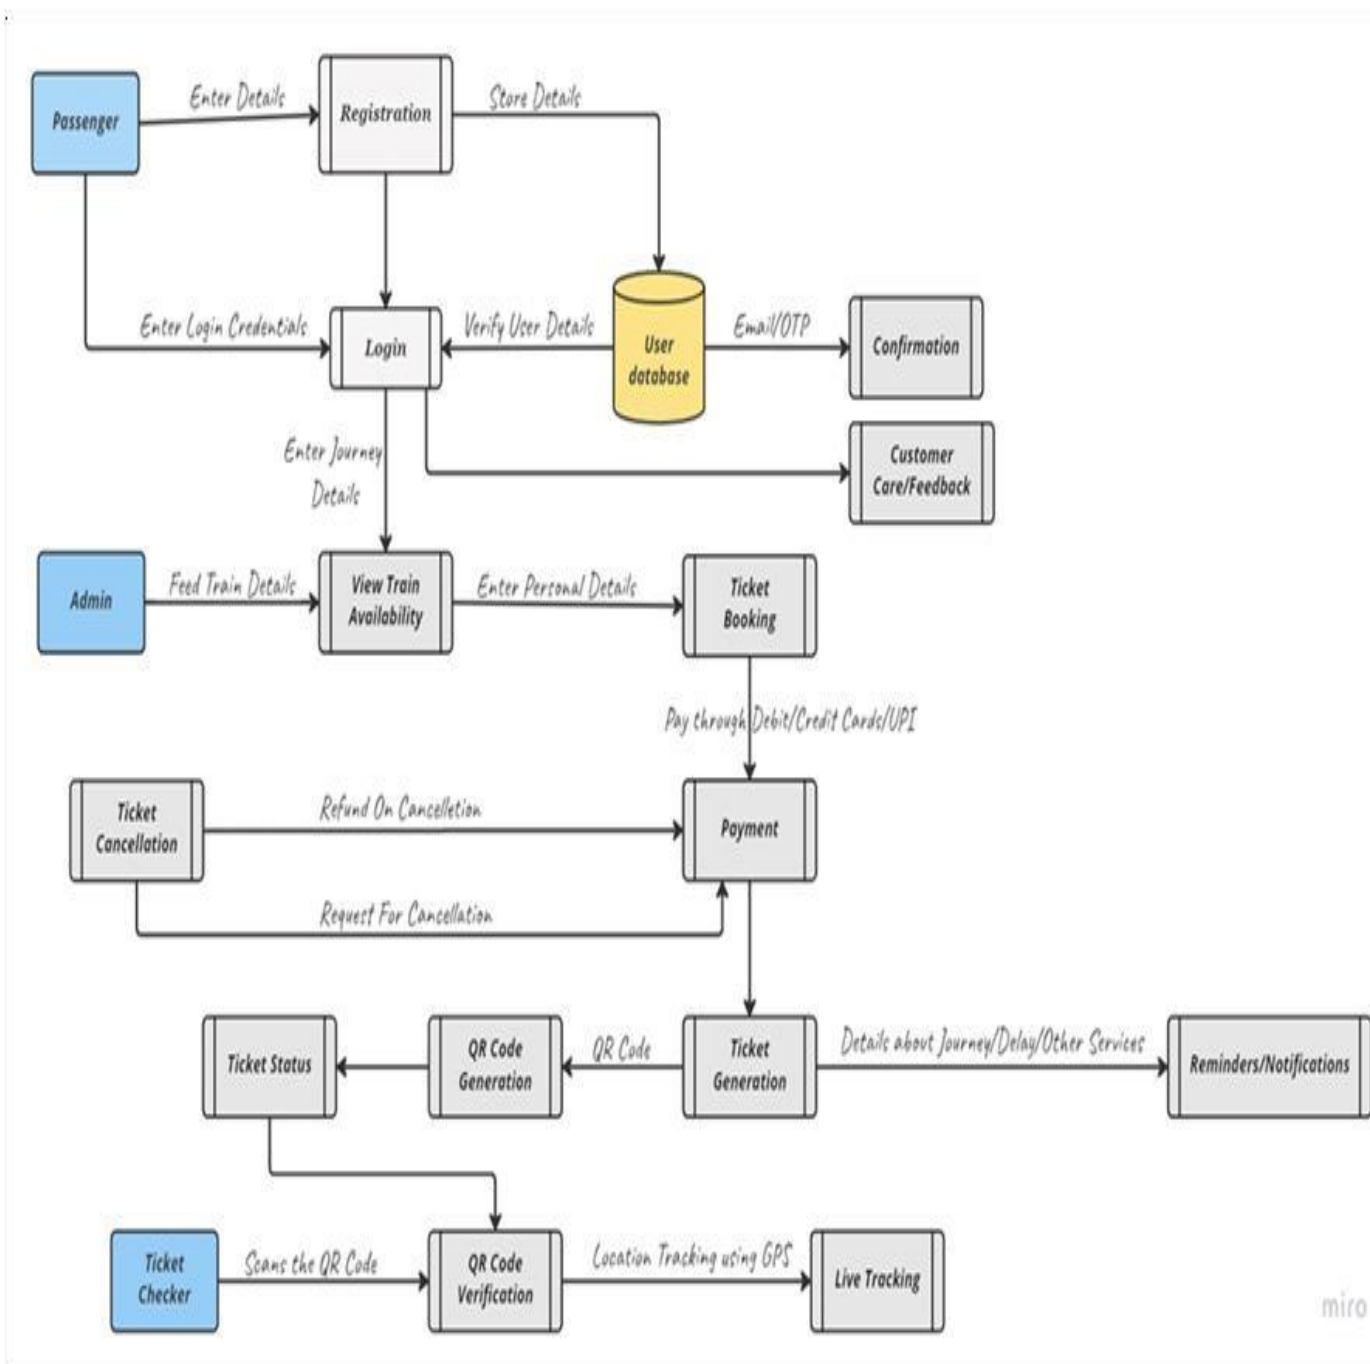 Enter Details
Store Details
Passenger
Registration
Enter Login Credentials
Login
Verify User Details
User
database
Email/OTP
Confirmation
Enter Journey
Details
Customer
Care/Feedback
Admin
Feed Train Details
View Train
Availability
Enter Personal Details
Ticket
Booking
Pay through Debit/Credit Cards/UPI
Ticket
Cancellation
Refund On Cancelletion
Payment
Request For Cancellation
Ticket Status
QR Code
Generation
QR Code
Ticket
Generation
Details about Journey/Delay/Other Services
Reminders/Notifications
Ticket
Checker
Scans the QR Code
QR Code
Verification
Location Tracking using GPS
Live Tracking
miro